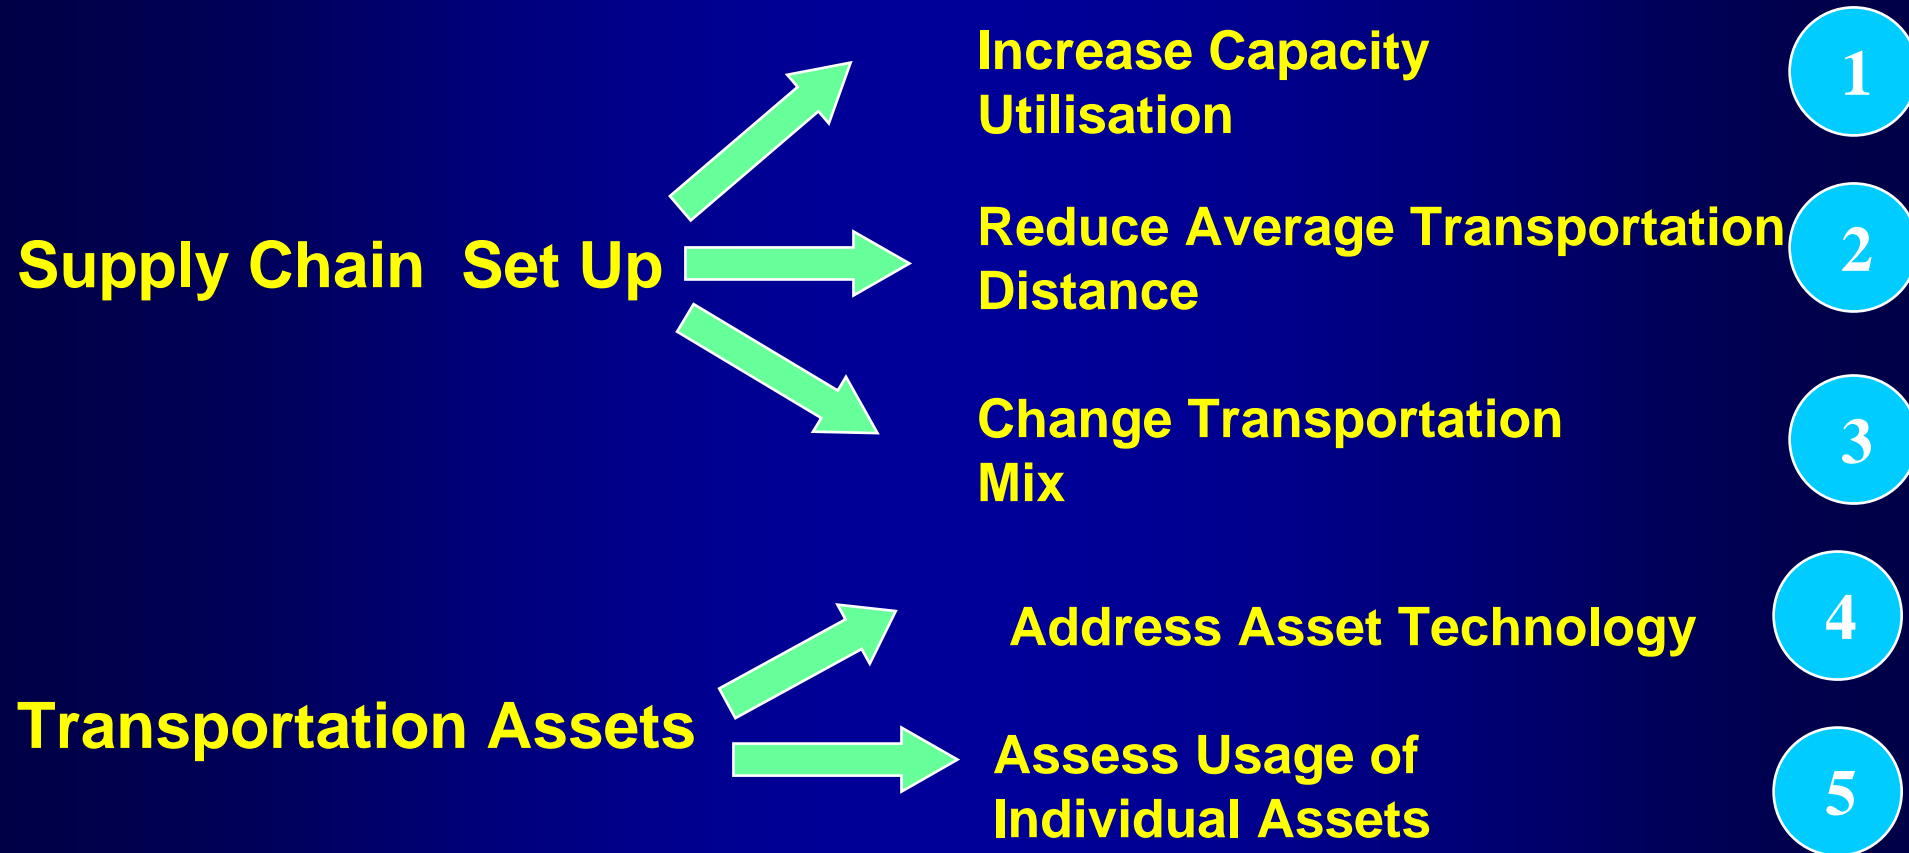 Increase Capacity
Utilisation
1
Supply Chain  Set Up
Reduce Average Transportation
Distance
2
Change Transportation
Mix
3
Transportation Assets
Address Asset Technology
4
Assess Usage of
Individual Assets
5